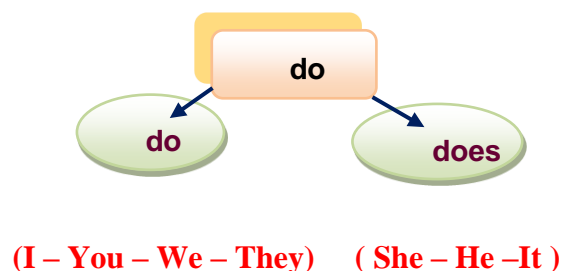 do
do does
(I – You – We – They) ( She – He –It )